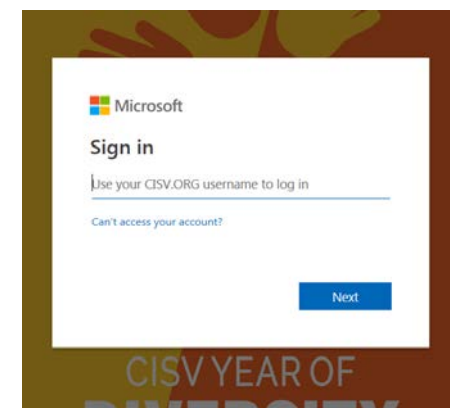 Microsoft
Sign in
Use your CISV.ORG username to log in
Can't access your account?
Next
CISV YEAR OF
DIVERSITY